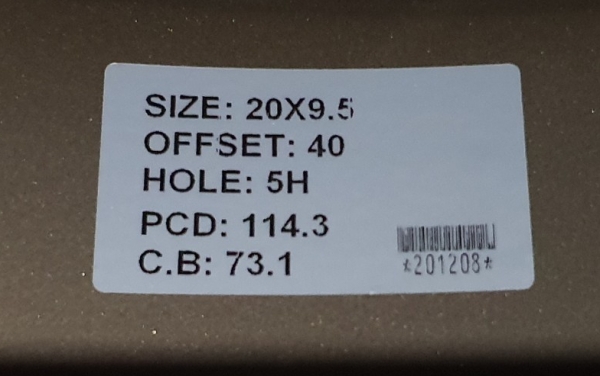 SIZE: 20X9.5
OFFSET: 40
HOLE: 5H
PCD: 114.3
C.B: 73.1
*201208*